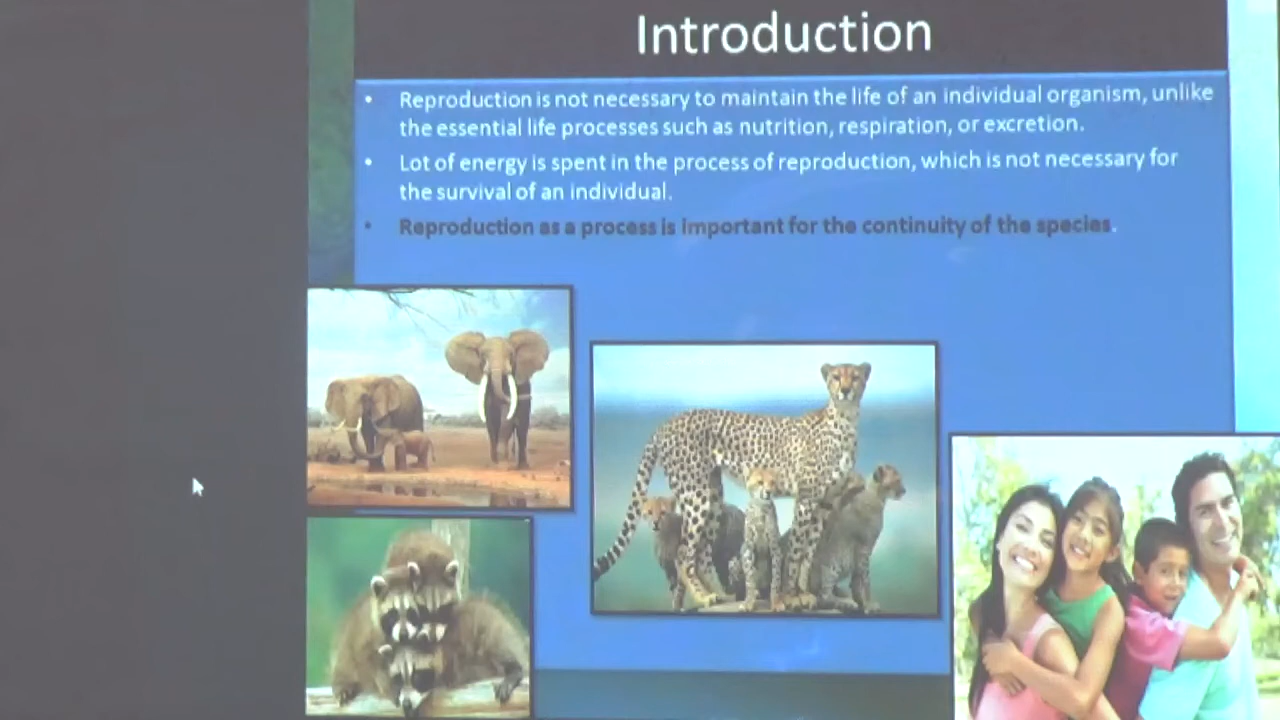 Introduction
• Reproduction is not necessary to maintain the life of an individual organism, unlike
the essential life processes such as nutrition, respiration, or excretion.
• Lot of energy is spent in the process of reproduction, which is not necessary for
the survival of an individual.
• Reproduction as a process is important for the continuity of the species.